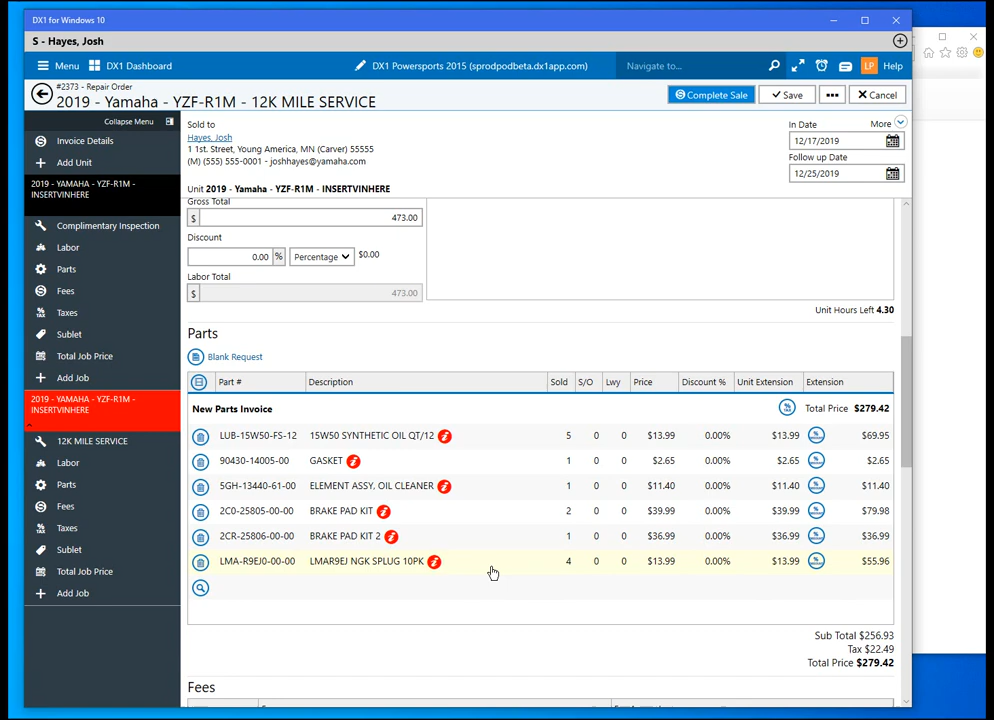 DX1 for Windows 10
S - Hayes, Josh
Menu
DX1 Dashboard
DX1 Powersports 2015 (sprodpodbeta.dx1app.com)
Navigate to...
LP
Help
#2373 - Repair Order
2019 - Yamaha - YZF-R1M - 12K MILE SERVICE
Complete Sale
Save
Cancel
Collapse Menu
Invoice Details
Add Unit
2019 - YAMAHA - YZF-R1M -
INSERTVINHERE
Complimentary Inspection
Labor
Parts
Fees
Taxes
Sublet
Total Job Price
Add Job
2019 - YAMAHA - YZF-R1M -
INSERTVINHERE
12K MILE SERVICE
Labor
Parts
Fees
Taxes
Sublet
Total Job Price
Add Job
Sold to
Hayes, Josh
1 1st. Street, Young America, MN (Carver) 55555
(M) (555) 555-0001 - joshhayes@yamaha.com
In Date
More
12/17/2019
Follow up Date
12/25/2019
Unit 2019 - Yamaha - YZF-R1M - INSERTVINHERE
Gross Total
$ 473.00
Discount
0.00 % Percentage $0.00
Labor Total
$ 473.00
Unit Hours Left 4.30
Parts
Blank Request
Part # Description Sold S/O Lwy Price Discount % Unit Extension Extension
New Parts Invoice Total Price $279.42
LUB-15W50-FS-12 15W50 SYNTHETIC OIL QT/12 5 0 0 $13.99 0.00% $13.99 $69.95
90430-14005-00 GASKET 1 0 0 $2.65 0.00% $2.65 $2.65
5GH-13440-61-00 ELEMENT ASSY, OIL CLEANER 1 0 0 $11.40 0.00% $11.40 $11.40
2C0-25805-00-00 BRAKE PAD KIT 2 0 0 $39.99 0.00% $39.99 $79.98
2CR-25806-00-00 BRAKE PAD KIT 2 1 0 0 $36.99 0.00% $36.99 $36.99
LMA-R9EJ0-00-00 LMAR9EJ NGK SPLUG 10PK 4 0 0 $13.99 0.00% $13.99 $55.96
Sub Total $256.93
Tax $22.49
Total Price $279.42
Fees